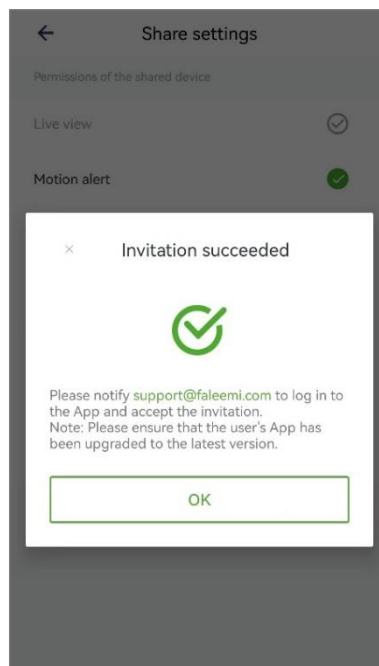 Share settings
Permissions of the shared device
Live view
Motion alert
Invitation succeeded
Please notify support@faleemi.com to log in to
the App and accept the invitation.
Note: Please ensure that the user's App has
been upgraded to the latest version.
OK